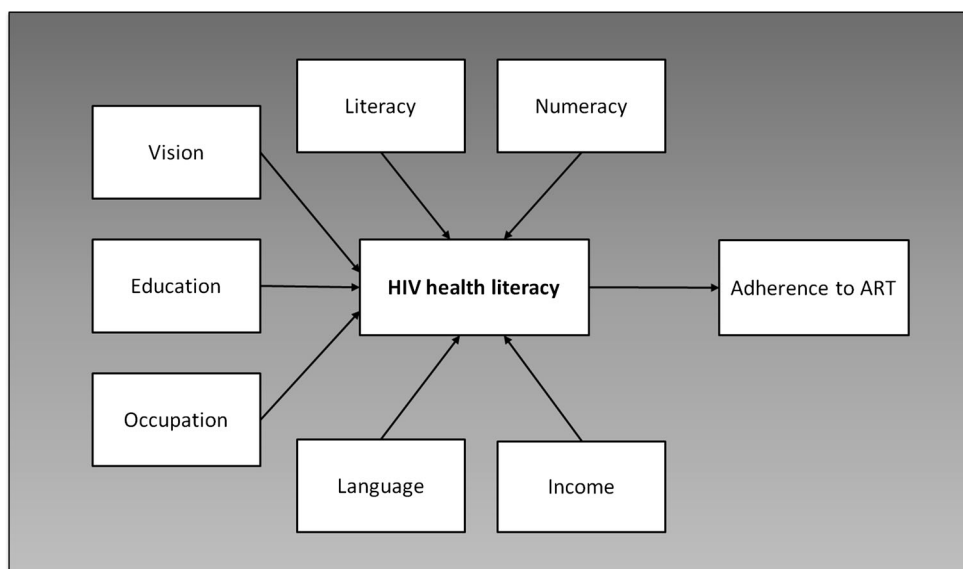 Literacy
Numeracy
Vision
Education
HIV health literacy
Adherence to ART
Occupation
Language
Income